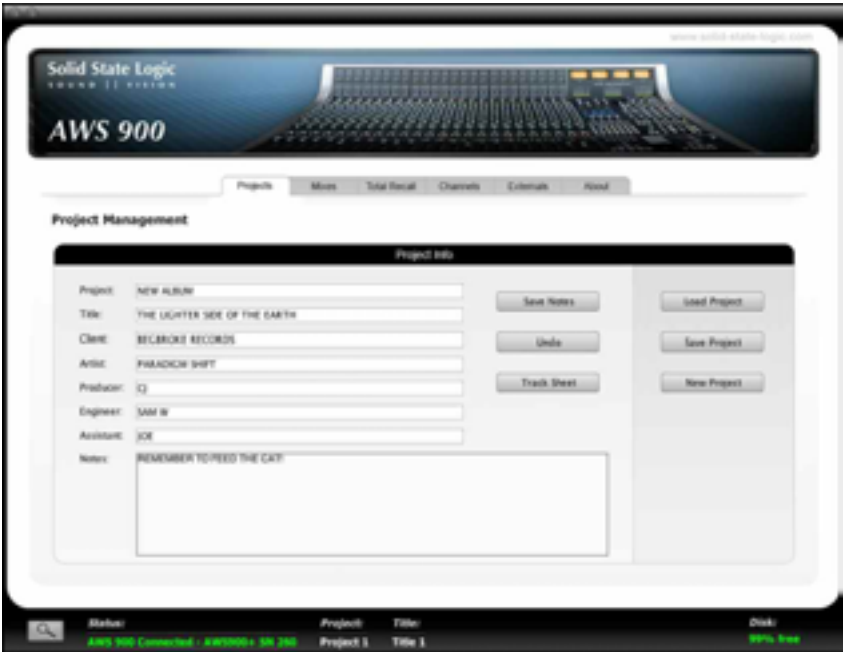 www.solid-state-logic.com
Solid State Logic
SOUND || VISION
AWS 900
Projects Mixes Total Recall Channels Externals About
Project Management
Project Info
Project: NEW ALBUM
Title: THE LIGHTER SIDE OF THE EARTH
Client: BEGBROKE RECORDS
Artist: PARADIGM SHIFT
Producer: CJ
Engineer: SAM W
Assistant: JOE
Notes: REMEMBER TO FEED THE CAT!
Save Notes Load Project
Undo Save Project
Track Sheet New Project
Status: Project: Title: Disk:
AWS 900 Connected - AWS900+ SN 260 Project 1 Title 1 99% free